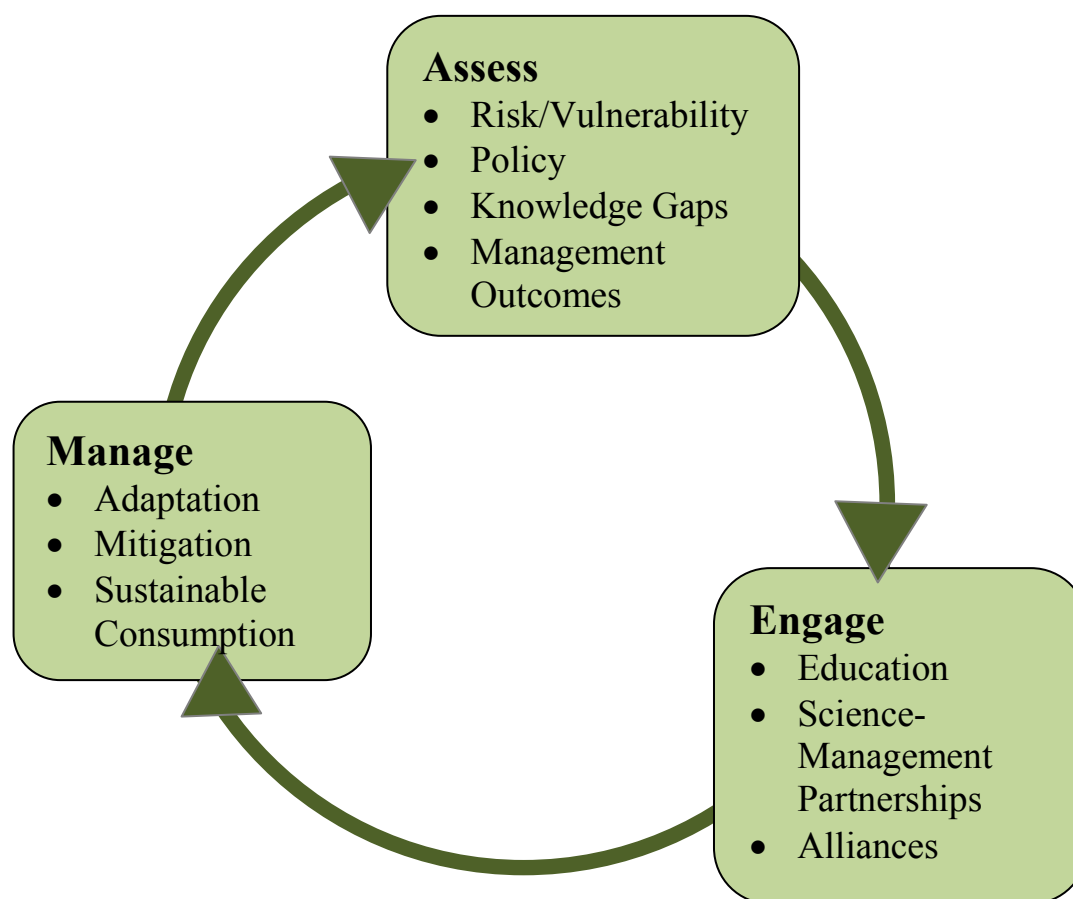 Assess
• Risk/Vulnerability
• Policy
• Knowledge Gaps
• Management
Outcomes
Manage
• Adaptation
• Mitigation
• Sustainable
Consumption
Engage
• Education
• Science-
Management
Partnerships
• Alliances